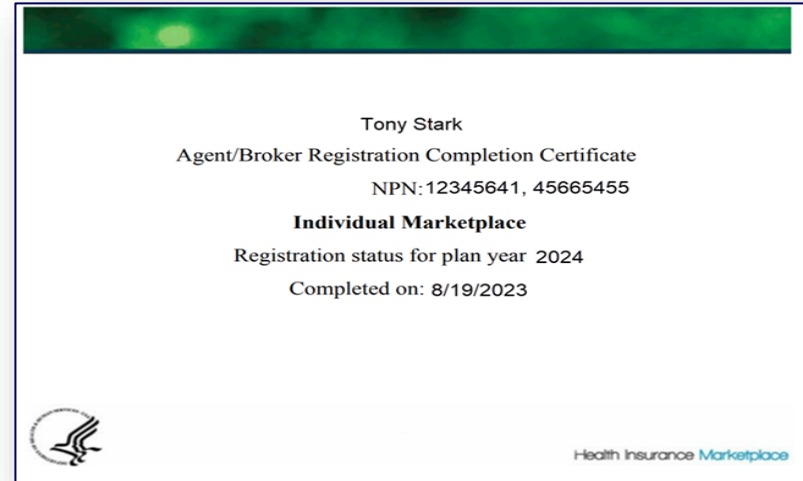 Tony Stark
Agent/Broker Registration Completion Certificate
NPN:12345641, 45665455
Individual Marketplace
Registration status for plan year 2024
Completed on: 8/19/2023
Health Insurance Marketplace